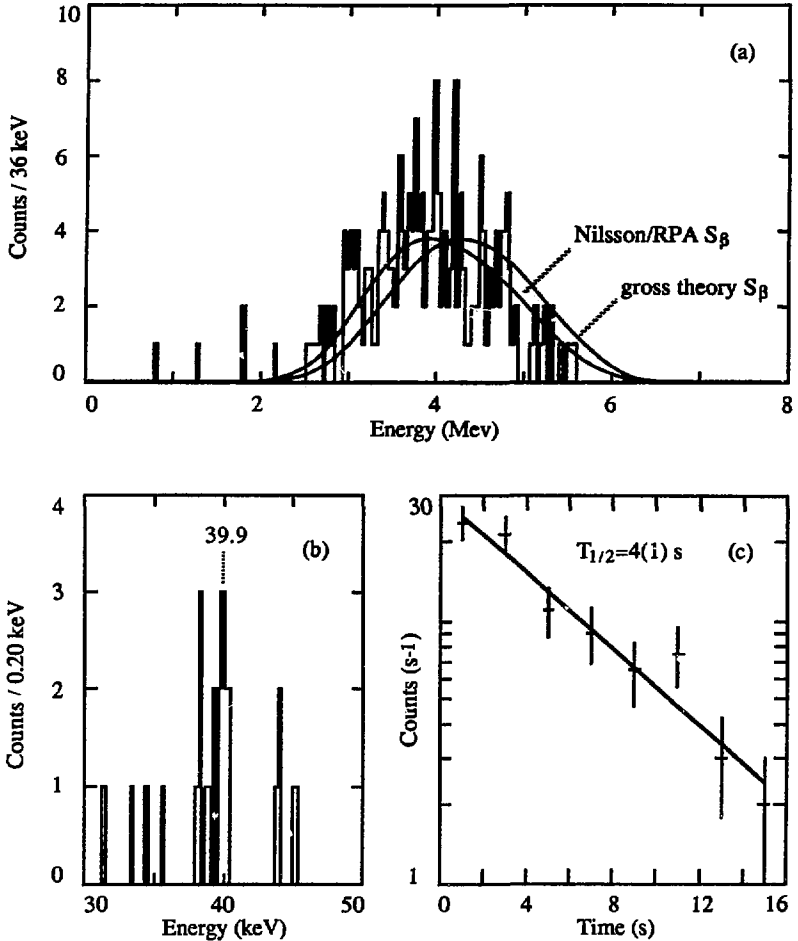 10
8
6
4
2
0
Counts / 36 keV
(a)
Nilsson/RPA Sβ
gross theory Sβ
0
2
4
6
8
Energy (Mev)
4
3
2
1
0
Counts / 0.20 keV
39.9
(b)
30
40
50
Energy (keV)
30
1
Counts (s-1)
T1/2=4(1) s
(c)
0
4
8
12
16
Time (s)